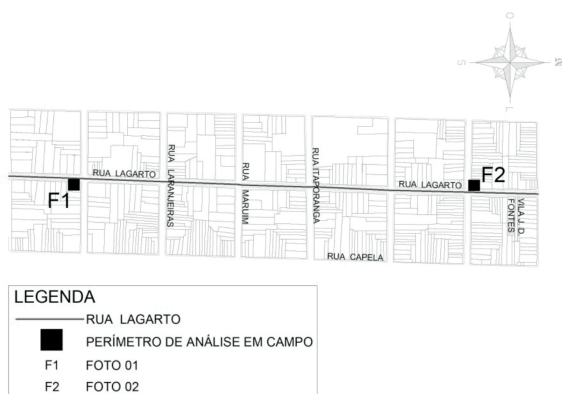 O
S
N
L
RUA LAGARTO
F1
RUA LARANJEIRAS
RUA MARUIM
RUA ITAPORANGA
RUA LAGARTO
F2
VILA J. D.
FONTES
RUA CAPELA
LEGENDA
RUA LAGARTO
PERÍMETRO DE ANÁLISE EM CAMPO
F1 FOTO 01
F2 FOTO 02